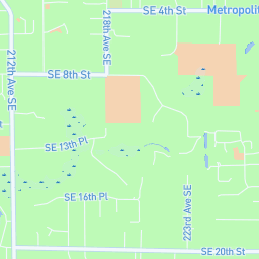 SE 4th St
Metropolit
218th Ave SE
212th Ave SE
SE 8th St
t
SE 13th Pl
SE 16th Pl
223rd Ave SE
SE 20th St